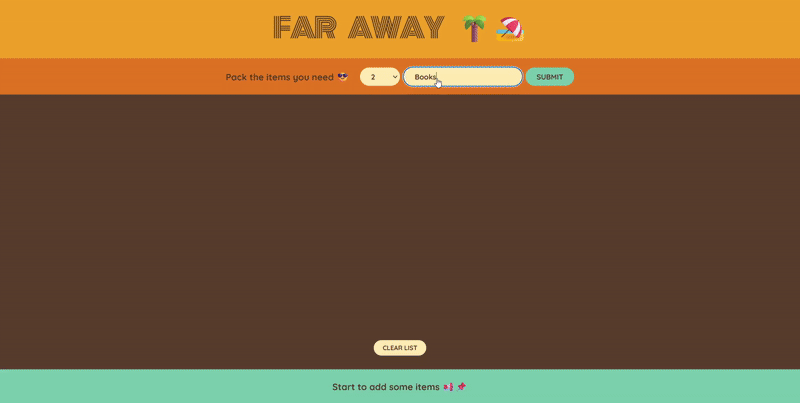 FAR AWAY 🌴 ⛱️
Pack the items you need 😎 2 Books SUBMIT
CLEAR LIST
Start to add some items